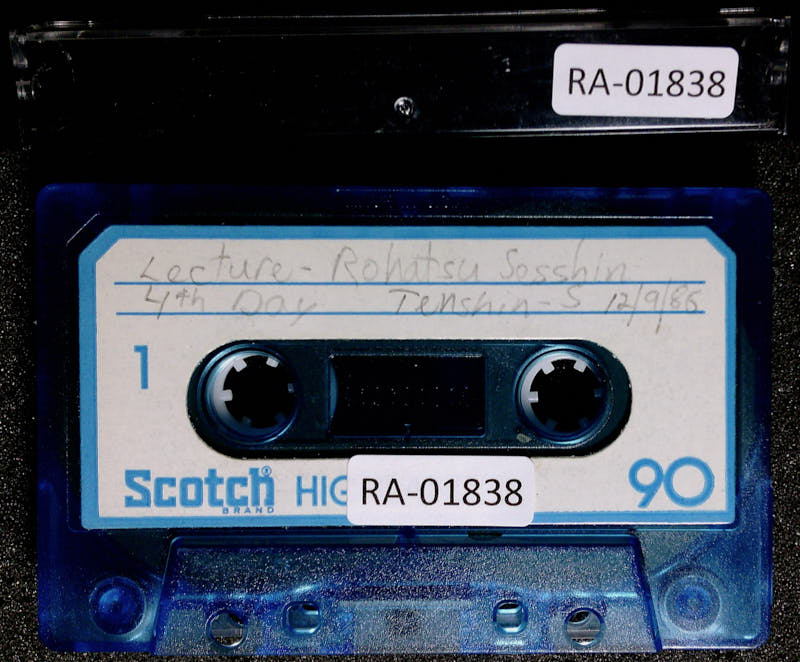 RA-01838
Lecture - Rohatsu Sesshin
4th Day Tenshin-S 12/9/86
1
Scotch® HIG
BRAND
RA-01838
90